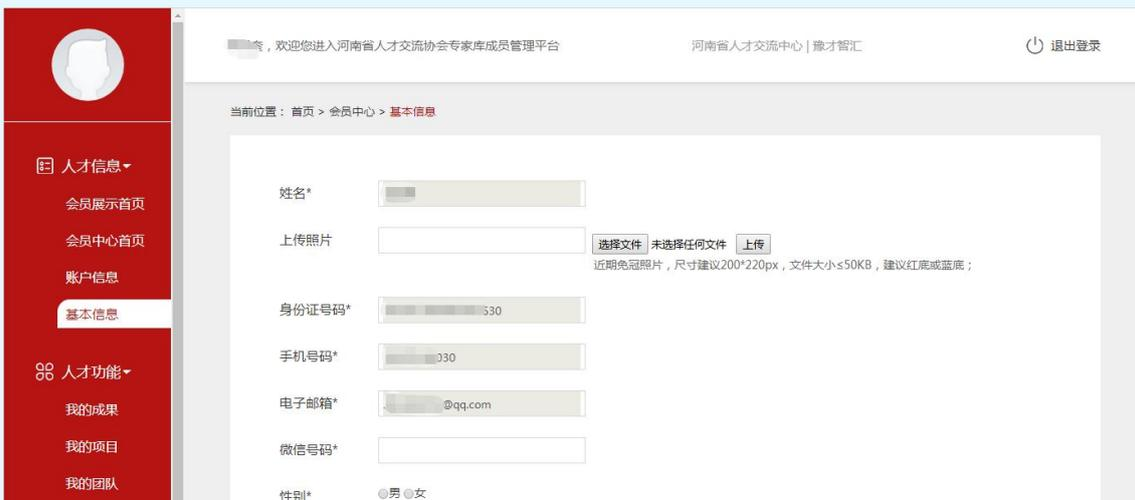 ，欢迎您进入河南省人才交流协会专家库成员管理平台
河南省人才交流中心 | 豫才智汇
退出登录
当前位置： 首页 > 会员中心 > 基本信息
人才信息
会员展示首页
会员中心首页
账户信息
基本信息
人才功能
我的成果
我的项目
我的团队
姓名*
上传照片
选择文件 未选择任何文件 上传
近期免冠照片，尺寸建议200*220px，文件大小≤50KB，建议红底或蓝底；
身份证号码*
530
手机号码*
030
电子邮箱*
@qq.com
微信号码*
性别*
男 女